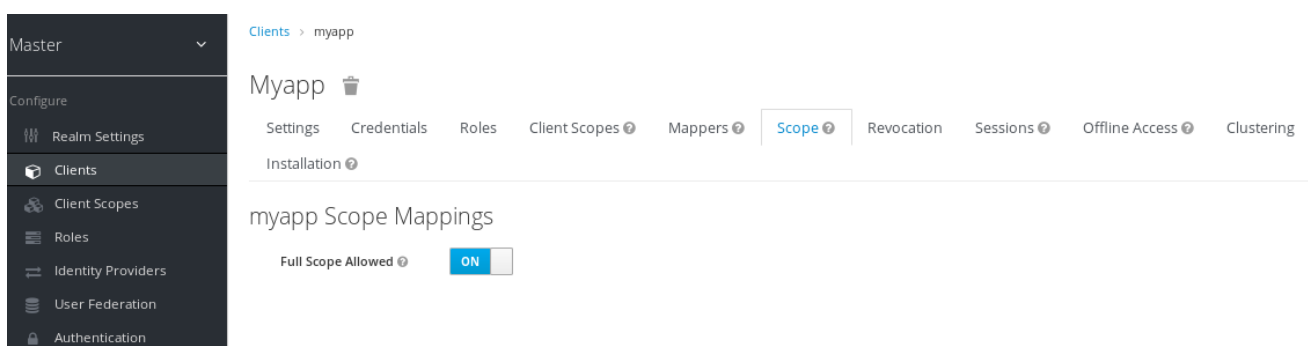 Master
Configure
Realm Settings
Clients
Client Scopes
Roles
Identity Providers
User Federation
Authentication
Clients > myapp
Myapp
Settings Credentials Roles Client Scopes Mappers Scope Revocation Sessions Offline Access Clustering
Installation
myapp Scope Mappings
Full Scope Allowed ON